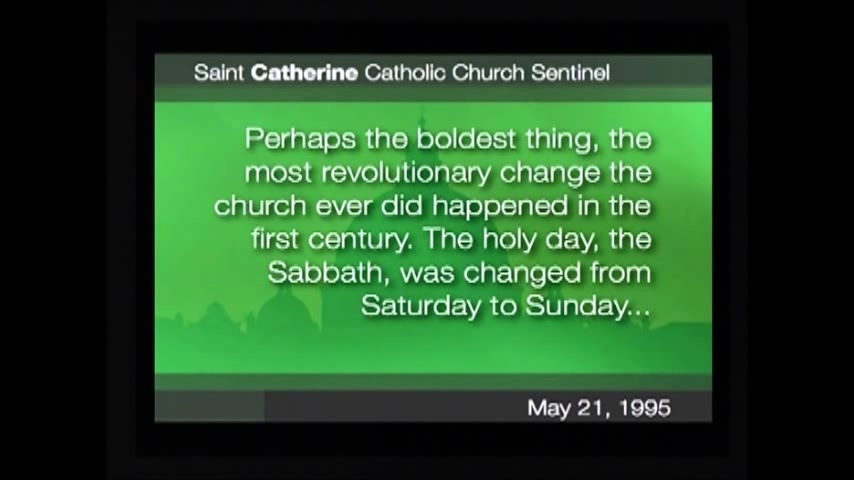 Saint Catherine Catholic Church Sentinel
Perhaps the boldest thing, the
most revolutionary change the
church ever did happened in the
first century. The holy day, the
Sabbath, was changed from
Saturday to Sunday...
May 21, 1995